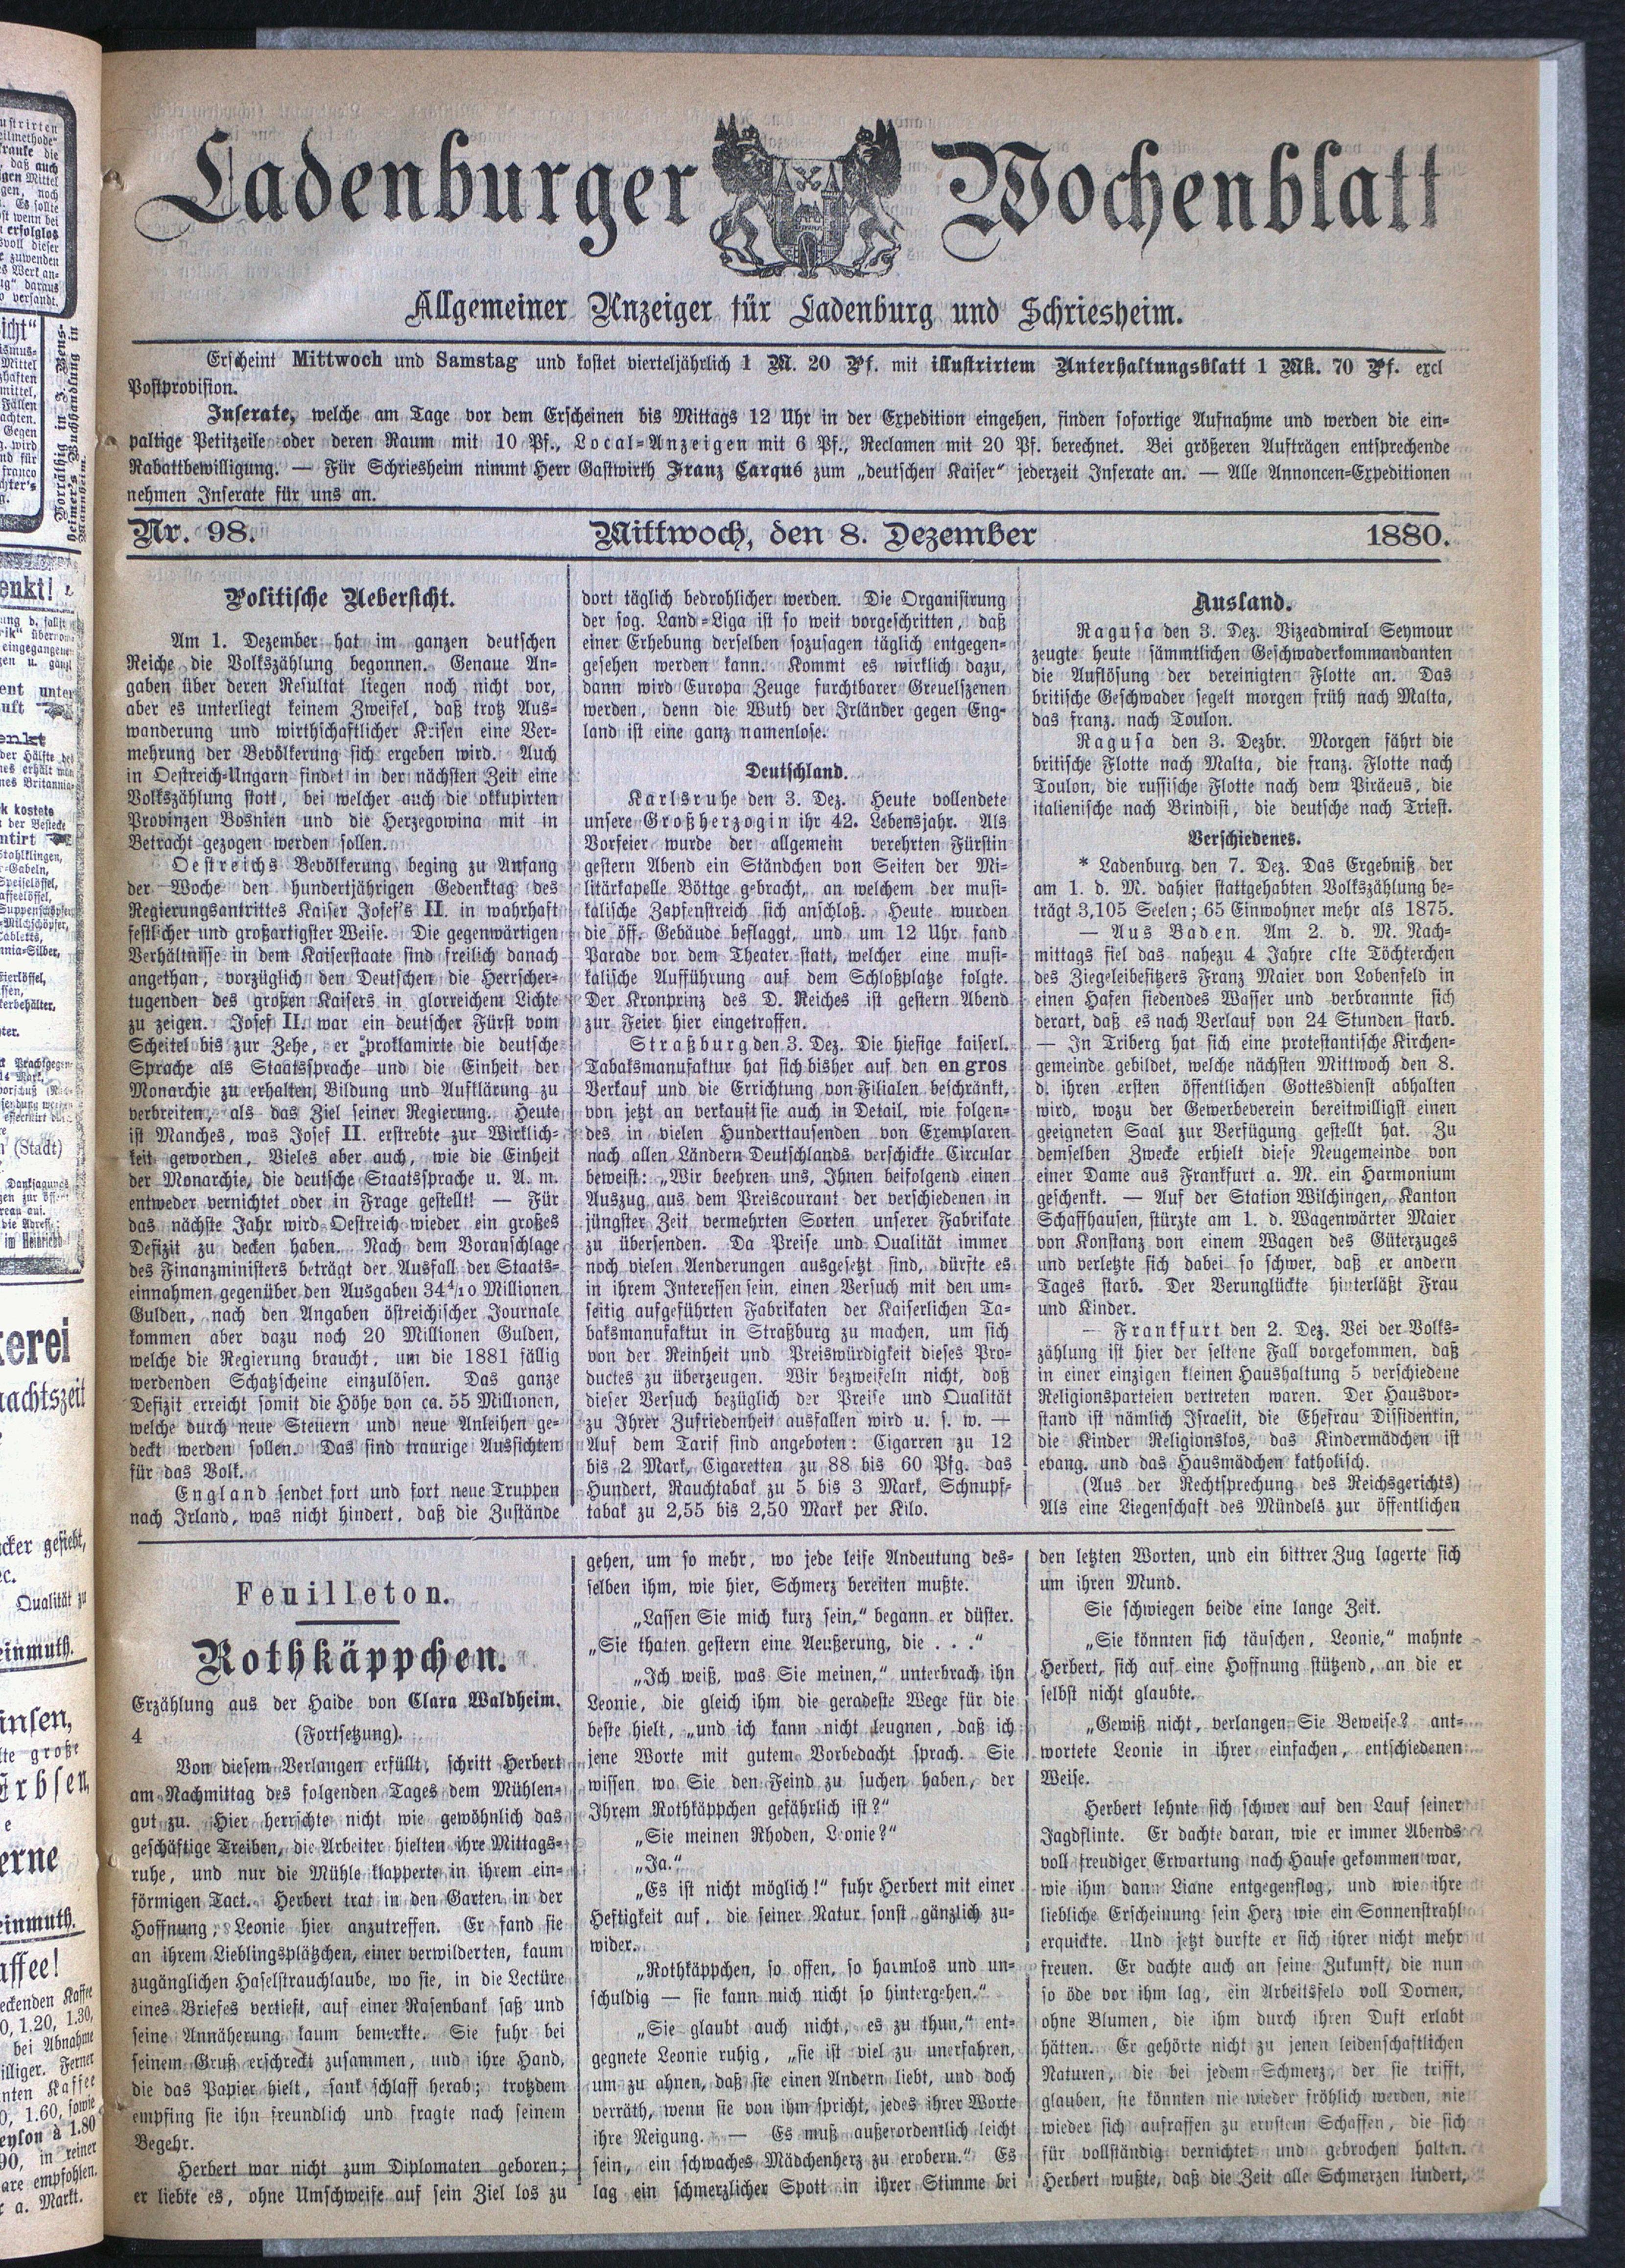 Ladenburger Wochenblatt
Allgemeiner Anzeiger für Ladenburg und Schriesheim.
Erscheint Mittwoch und Samstag und kostet vierteljährlich 1 M. 20 Pf. mit illustrirtem Unterhaltungsblatt 1 Mk. 70 Pf. excl
Postprovision.
Inserate, welche am Tage vor dem Erscheinen bis Mittags 12 Uhr in der Expedition eingehen, finden sofortige Aufnahme und werden die ein-
paltige Petitzeile oder deren Raum mit 10 Pf., Local-Anzeigen mit 6 Pf., Reclamen mit 20 Pf. berechnet. Bei größeren Aufträgen entsprechende
Rabattbewilligung. — Für Schriesheim nimmt Herr Gastwirth Franz Carqué zum „deutschen Kaiser“ jederzeit Inserate an. — Alle Annoncen-Expeditionen
nehmen Inserate für uns an.
Nr. 98. Mittwoch, den 8. Dezember 1880.
Politische Uebersicht.
Am 1. Dezember hat im ganzen deutschen
Reiche die Volkszählung begonnen. Genaue An-
gaben über deren Resultat liegen noch nicht vor,
aber es unterliegt keinem Zweifel, daß trotz Aus-
wanderung und wirthschaftlicher Krisen eine Ver-
mehrung der Bevölkerung sich ergeben wird. Auch
in Oestreich-Ungarn findet in der nächsten Zeit eine
Volkszählung statt, bei welcher auch die okkupirten
Provinzen Bosnien und die Herzegowina mit in
Betracht gezogen werden sollen.
Oestreichs Bevölkerung beging zu Anfang
der Woche den hundertjährigen Gedenktag des
Regierungsantrittes Kaiser Josef's II. in wahrhaft
festlicher und großartigster Weise. Die gegenwärtigen
Verhältnisse in dem Kaiserstaate sind freilich danach
angethan, vorzüglich den Deutschen die Herrscher-
tugenden des großen Kaisers in glorreichem Lichte
zu zeigen. Josef II. war ein deutscher Fürst vom
Scheitel bis zur Zehe, er proklamirte die deutsche
Sprache als Staatssprache und die Einheit der
Monarchie zu erhalten, Bildung und Aufklärung zu
verbreiten, als das Ziel seiner Regierung. Heute
ist Manches, was Josef II. erstrebte zur Wirklich-
keit geworden, Vieles aber auch, wie die Einheit
der Monarchie, die deutsche Staatssprache u. A. m.
entweder vernichtet oder in Frage gestellt! — Für
das nächste Jahr wird Oestreich wieder ein großes
Defizit zu decken haben. Nach dem Voranschlage
des Finanzministers beträgt der Ausfall der Staats-
einnahmen gegenüber den Ausgaben 34 4/10 Millionen
Gulden, nach den Angaben östreichischer Journale
kommen aber dazu noch 20 Millionen Gulden,
welche die Regierung braucht, um die 1881 fällig
werdenden Schatzscheine einzulösen. Das ganze
Defizit erreicht somit die Höhe von ca. 55 Millionen,
welche durch neue Steuern und neue Anleihen ge-
deckt werden sollen. Das sind traurige Aussichten
für das Volk.
England sendet fort und fort neue Truppen
nach Irland, was nicht hindert, daß die Zustände
dort täglich bedrohlicher werden. Die Organisirung
der sog. Land-Liga ist so weit vorgeschritten, daß
einer Erhebung derselben sozusagen täglich entgegen-
gesehen werden kann. Kommt es wirklich dazu,
dann wird Europa Zeuge furchtbarer Greuelszenen
werden, denn die Wuth der Irländer gegen Eng-
land ist eine ganz namenlose.
Deutschland.
Karlsruhe den 3. Dez. Heute vollendete
unsere Großherzogin ihr 42. Lebensjahr. Als
Vorfeier wurde der allgemein verehrten Fürstin
gestern Abend ein Ständchen von Seiten der Mi-
litärkapelle Böttge gebracht, an welchem der musi-
kalische Zapfenstreich sich anschloß. Heute wurden
die öff. Gebäude beflaggt, und um 12 Uhr fand
Parade vor dem Theater statt, welcher eine musi-
kalische Aufführung auf dem Schloßplatze folgte.
Der Kronprinz des D. Reiches ist gestern Abend
zur Feier hier eingetroffen.
Straßburg den 3. Dez. Die hiesige kaiserl.
Tabaksmanufaktur hat sich bisher auf den en gros
Verkauf und die Errichtung von Filialen beschränkt,
von jetzt an verkauft sie auch in Detail, wie folgen-
des in vielen Hunderttausenden von Exemplaren
nach allen Ländern Deutschlands verschickte Circular
beweist: „Wir beehren uns, Ihnen beifolgend einen
Auszug aus dem Preiscourant der verschiedenen in
jüngster Zeit vermehrten Sorten unserer Fabrikate
zu übersenden. Da Preise und Qualität immer
noch vielen Aenderungen ausgesetzt sind, dürfte es
in ihrem Interessen sein, einen Versuch mit den um-
seitig aufgeführten Fabrikaten der Kaiserlichen Ta-
baksmanufaktur in Straßburg zu machen, um sich
von der Reinheit und Preiswürdigkeit dieses Pro-
ductes zu überzeugen. Wir bezweifeln nicht, doß
dieser Versuch bezüglich der Preise und Qualität
zu Ihrer Zufriedenheit ausfallen wird u. s. w. —
Auf dem Tarif sind angeboten: Cigarren zu 12
bis 2 Mark, Cigaretten zu 88 bis 60 Pfg. das
Hundert, Rauchtabak zu 5 bis 3 Mark, Schnupf-
tabak zu 2,55 bis 2,50 Mark per Kilo.
Ausland.
Ragusa den 3. Dez. Vizeadmiral Seymour
zeugte heute sämmtlichen Geschwaderkommandanten
die Auflösung der vereinigten Flotte an. Das
britische Geschwader segelt morgen früh nach Malta,
das franz. nach Toulon.
Ragusa den 3. Dezbr. Morgen fährt die
britische Flotte nach Malta, die franz. Flotte nach
Toulon, die russische Flotte nach dem Piräeus, die
italienische nach Brindisi, die deutsche nach Triest.
Verschiedenes.
* Ladenburg den 7. Dez. Das Ergebniß der
am 1. d. M. dahier stattgehabten Volkszählung be-
trägt 3,105 Seelen; 65 Einwohner mehr als 1875.
— Aus Baden. Am 2. d. M. Nach-
mittags fiel das nahezu 4 Jahre alte Töchterchen
des Ziegeleibesitzers Franz Maier von Lobenfeld in
einen Hafen siedendes Wasser und verbrannte sich
derart, daß es nach Verlauf von 24 Stunden starb.
— In Triberg hat sich eine protestantische Kirchen-
gemeinde gebildet, welche nächsten Mittwoch den 8.
d. ihren ersten öffentlichen Gottesdienst abhalten
wird, wozu der Gewerbeverein bereitwilligst einen
geeigneten Saal zur Verfügung gestellt hat. Zu
demselben Zwecke erhielt diese Neugemeinde von
einer Dame aus Frankfurt a. M. ein Harmonium
geschenkt. — Auf der Station Wilchingen, Kanton
Schaffhausen, stürzte am 1. d. Wagenwärter Maier
von Konstanz von einem Wagen des Güterzuges
und verletzte sich dabei so schwer, daß er andern
Tages starb. Der Verunglückte hinterläßt Frau
und Kinder.
— Frankfurt den 2. Dez. Bei der Volks-
zählung ist hier der seltene Fall vorgekommen, daß
in einer einzigen kleinen Haushaltung 5 verschiedene
Religionsparteien vertreten waren. Der Hausvor-
stand ist nämlich Israelit, die Ehefrau Dissidentin,
die Kinder Religionslos, das Kindermädchen ist
evang. und das Hausmädchen katholisch.
(Aus der Rechtsprechung des Reichsgerichts)
Als eine Liegenschaft des Mündels zur öffentlichen
Feuilleton.
Rothkäppchen.
Erzählung aus der Haide von Clara Waldheim.
4 (Fortsetzung).
Von diesem Verlangen erfüllt, schritt Herbert
am Nachmittag des folgenden Tages dem Mühlen-
gut zu. Hier herrschte nicht wie gewöhnlich das
geschäftige Treiben, die Arbeiter hielten ihre Mittags-
ruhe, und nur die Mühle klapperte in ihrem ein-
förmigen Tact. Herbert trat in den Garten in der
Hoffnung, Leonie hier anzutreffen. Er fand sie
an ihrem Lieblingsplätzchen, einer verwilderten, kaum
zugänglichen Haselstrauchlaube, wo sie, in die Lectüre
eines Briefes vertieft, auf einer Rasenbank saß und
seine Annäherung kaum bemerkte. Sie fuhr bei
seinem Gruß erschreckt zusammen, und ihre Hand,
die das Papier hielt, sank schlaff herab; trotzdem
empfing sie ihn freundlich und fragte nach seinem
Begehr.
Herbert war nicht zum Diplomaten geboren;
er liebte es, ohne Umschweife auf sein Ziel los zu
gehen, um so mehr, wo jede leise Andeutung des-
selben ihm, wie hier, Schmerz bereiten mußte.
„Lassen Sie mich kurz sein,“ begann er düster.
„Sie thaten gestern eine Aeußerung, die . . .“
„Ich weiß, was Sie meinen,“ unterbrach ihn
Leonie, die gleich ihm die geradeste Wege für die
beste hielt, „und ich kann nicht leugnen, daß ich
jene Worte mit gutem Vorbedacht sprach. Sie
wissen wo Sie den Feind zu suchen haben, der
Ihrem Rothkäppchen gefährlich ist?“
„Sie meinen Rhoden, Leonie?“
„Ja.“
„Es ist nicht möglich!“ fuhr Herbert mit einer
Heftigkeit auf, die seiner Natur sonst gänzlich zu-
wider.
„Rothkäppchen, so offen, so harmlos und un-
schuldig — sie kann mich nicht so hintergehen.“
„Sie glaubt auch nicht, es zu thun,“ ent-
gegnete Leonie ruhig, „sie ist viel zu unerfahren,
um zu ahnen, daß sie einen Andern liebt, und doch
verräth, wenn sie von ihm spricht, jedes ihrer Worte
ihre Neigung. — Es muß außerordentlich leicht
sein, ein schwaches Mädchenherz zu erobern.“ Es
lag ein schmerzlicher Spott in ihrer Stimme bei
den letzten Worten, und ein bittrer Zug lagerte sich
um ihren Mund.
Sie schwiegen beide eine lange Zeit.
„Sie könnten sich täuschen, Leonie,“ mahnte
Herbert, sich auf eine Hoffnung stützend, an die er
selbst nicht glaubte.
„Gewiß nicht, verlangen Sie Beweise? ant-
wortete Leonie in ihrer einfachen, entschiedenen
Weise.
Herbert lehnte sich schwer auf den Lauf seiner
Jagdflinte. Er dachte daran, wie er immer Abends
voll freudiger Erwartung nach Hause gekommen war,
wie ihm dann Liane entgegenflog, und wie ihre
liebliche Erscheinung sein Herz wie ein Sonnenstrahl
erquickte. Und jetzt durfte er sich ihrer nicht mehr
freuen. Er dachte auch an seine Zukunft, die nun
so öde vor ihm lag, ein Arbeitsfeld voll Dornen,
ohne Blumen, die ihm durch ihren Duft erlabt
hätten. Er gehörte nicht zu jenen leidenschaftlichen
Naturen, die bei jedem Schmerz, der sie trifft,
glauben, sie könnten nie wieder fröhlich werden, nie
wieder sich aufraffen zu ernstem Schaffen, die sich
für vollständig vernichtet und gebrochen halten.
Herbert wußte, daß die Zeit alle Schmerzen lindert,